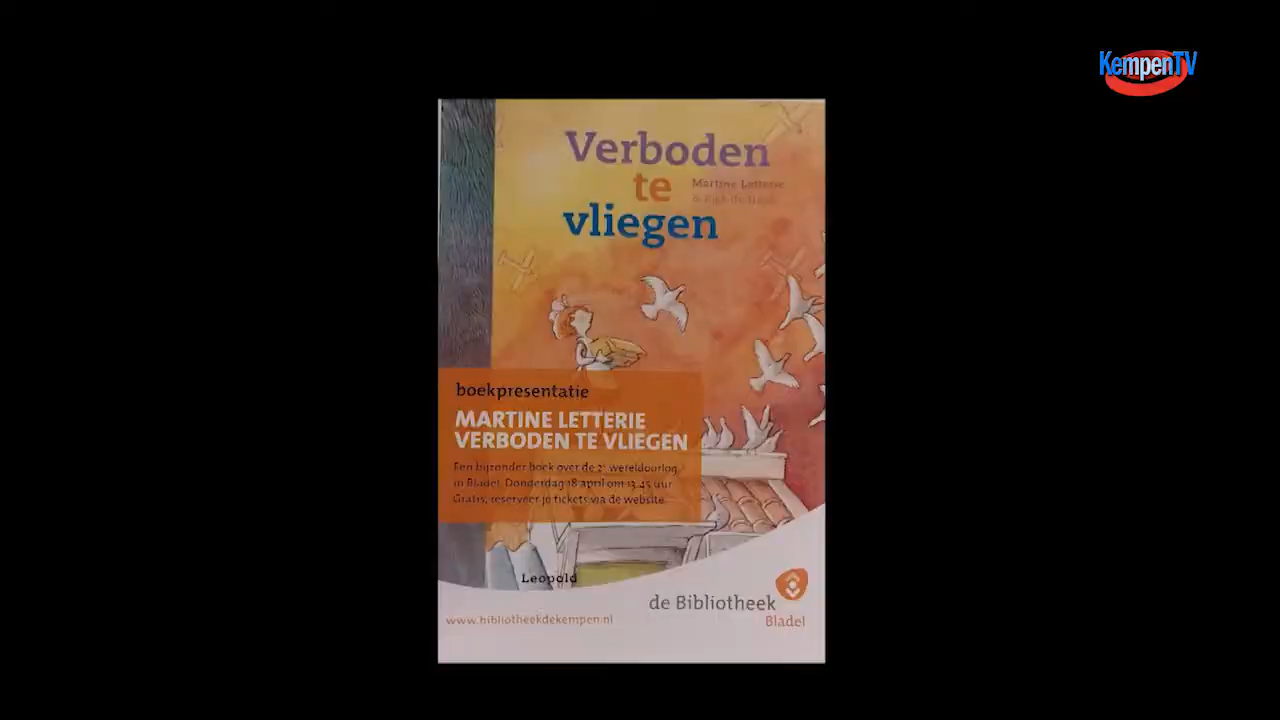 KempenTV
Verboden
te
Martine Letterie
vliegen
boekpresentatie
MARTINE LETTERIE
VERBODEN TE VLIEGEN
Een bijzonder boek over de 2e wereldoorlog
in Bladel. Donderdag 18 april om 13.45 uur
Gratis, reserveer je tickets via de website.
Leopold
de Bibliotheek
Bladel
www.bibliotheekdekempen.nl